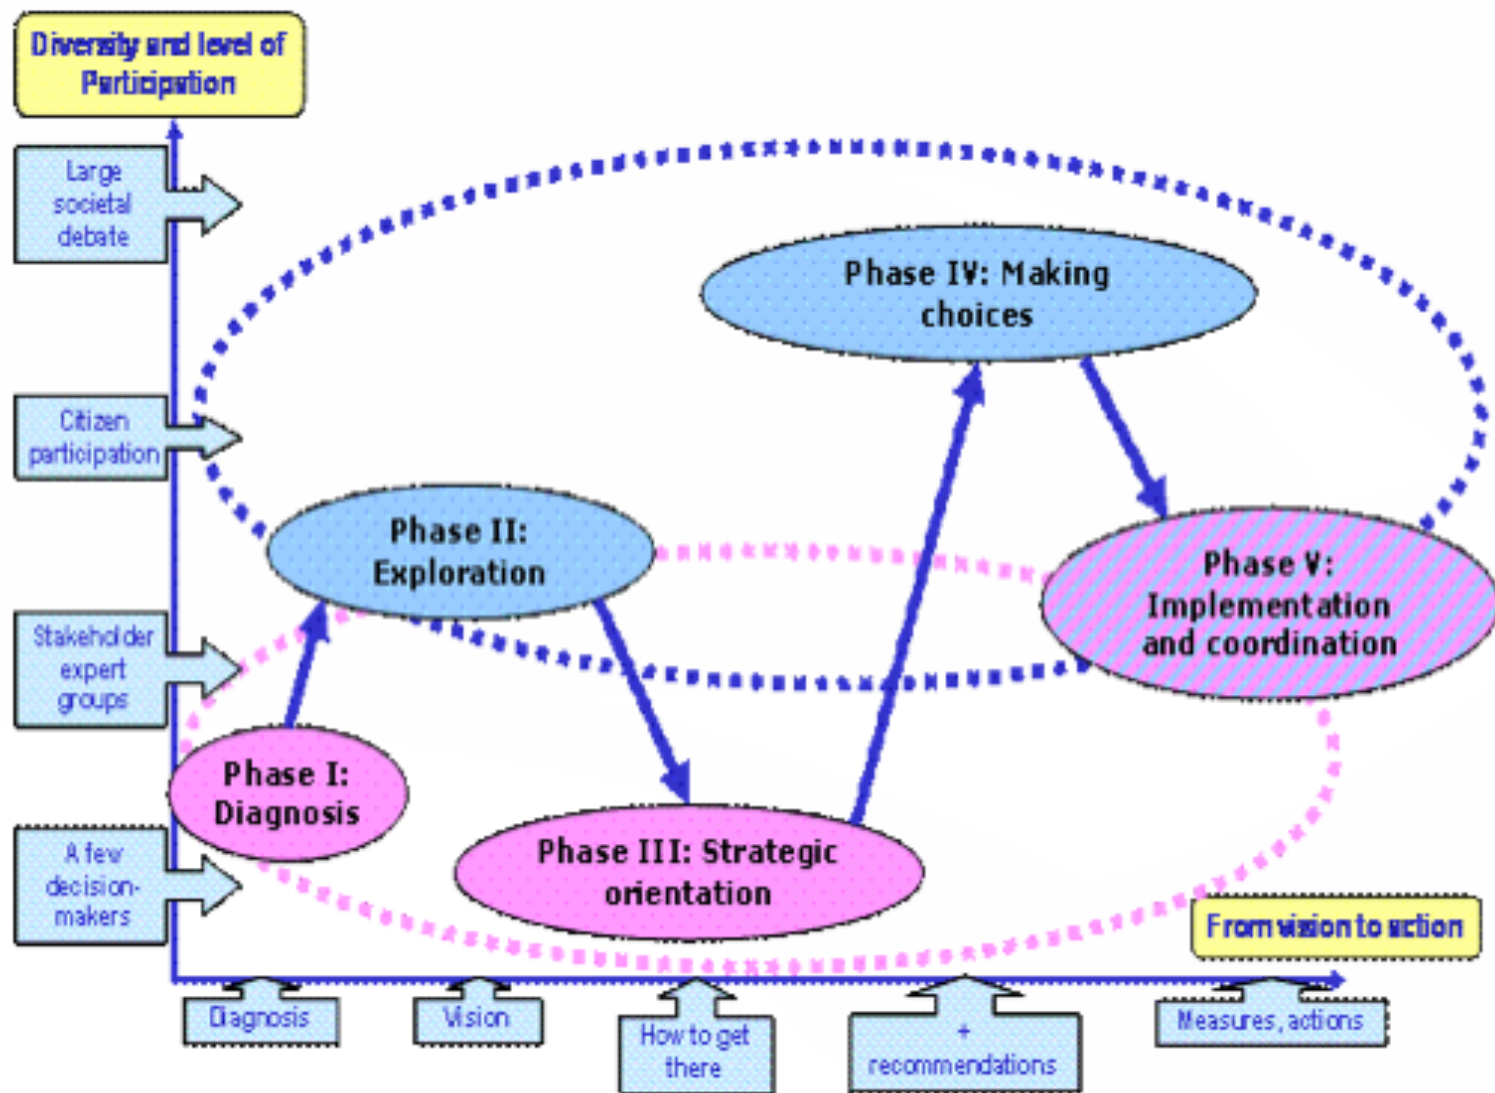 Diversity and level of
Participation
Large
societal
debate
Phase IV: Making
choices
Citizen
participation
Phase II:
Exploration
Phase V:
Implementation
and coordination
Stakeholder
expert
groups
Phase I:
Diagnosis
Phase III: Strategic
orientation
A few
decision-
makers
From vision to action
Diagnosis
Vision
How to get
there
+
recommendations
Measures, actions